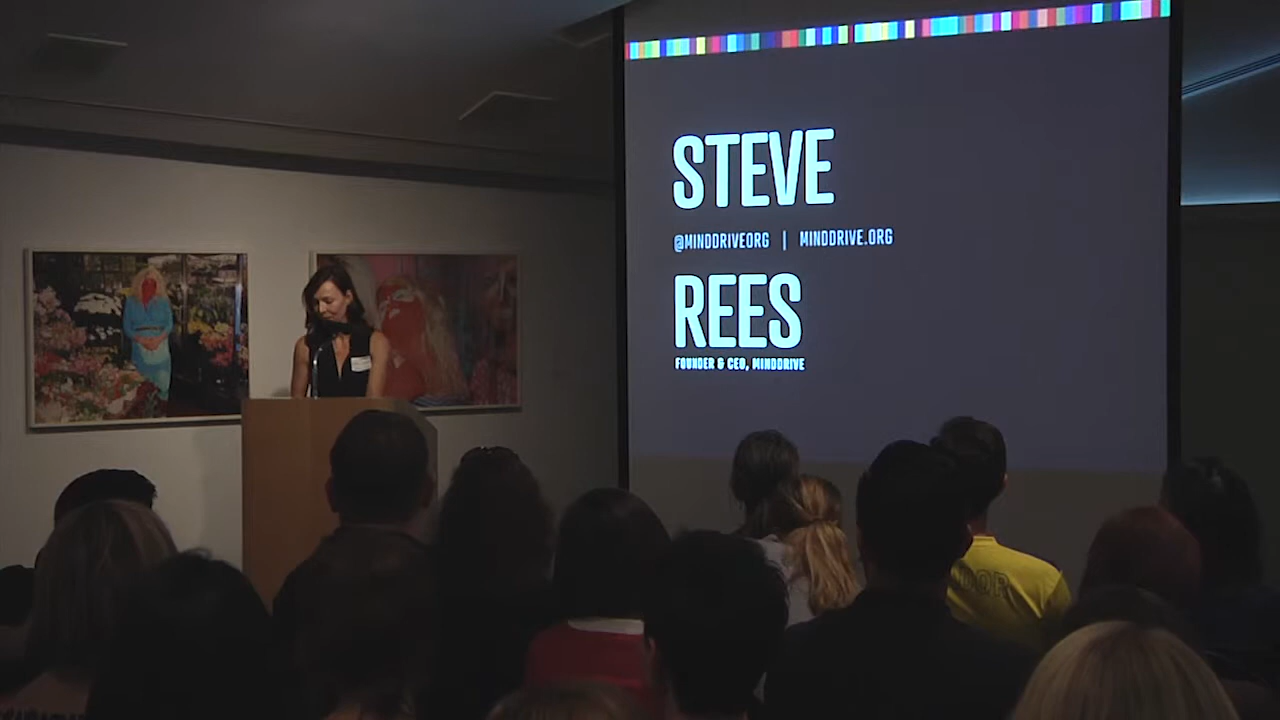 STEVE
@MINDDRIVEORG | MINDDRIVE.ORG
REES
FOUNDER & CEO, MINDDRIVE